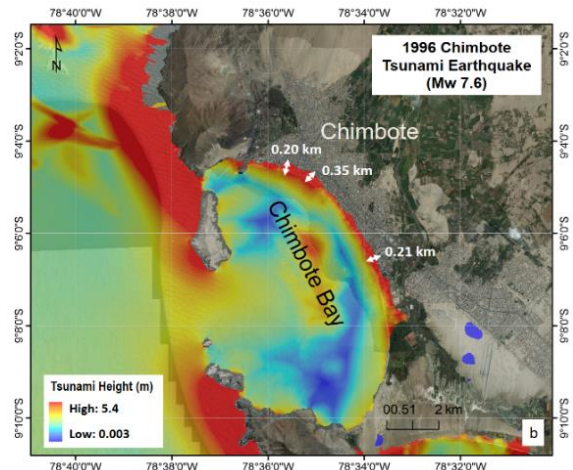 78°40'0"W 78°38'0"W 78°36'0"W 78°34'0"W 78°32'0"W
9°2'0"S 9°2'0"S
N
1996 Chimbote
Tsunami Earthquake
(Mw 7.6)
Chimbote
9°4'0"S 9°4'0"S
0.20 km
0.35 km
Chimbote Bay
9°6'0"S 9°6'0"S
0.21 km
9°8'0"S 9°8'0"S
Tsunami Height (m)
High: 5.4
Low: 0.003
00.51 2 km
9°10'0"S 9°10'0"S
b
78°40'0"W 78°38'0"W 78°36'0"W 78°34'0"W 78°32'0"W